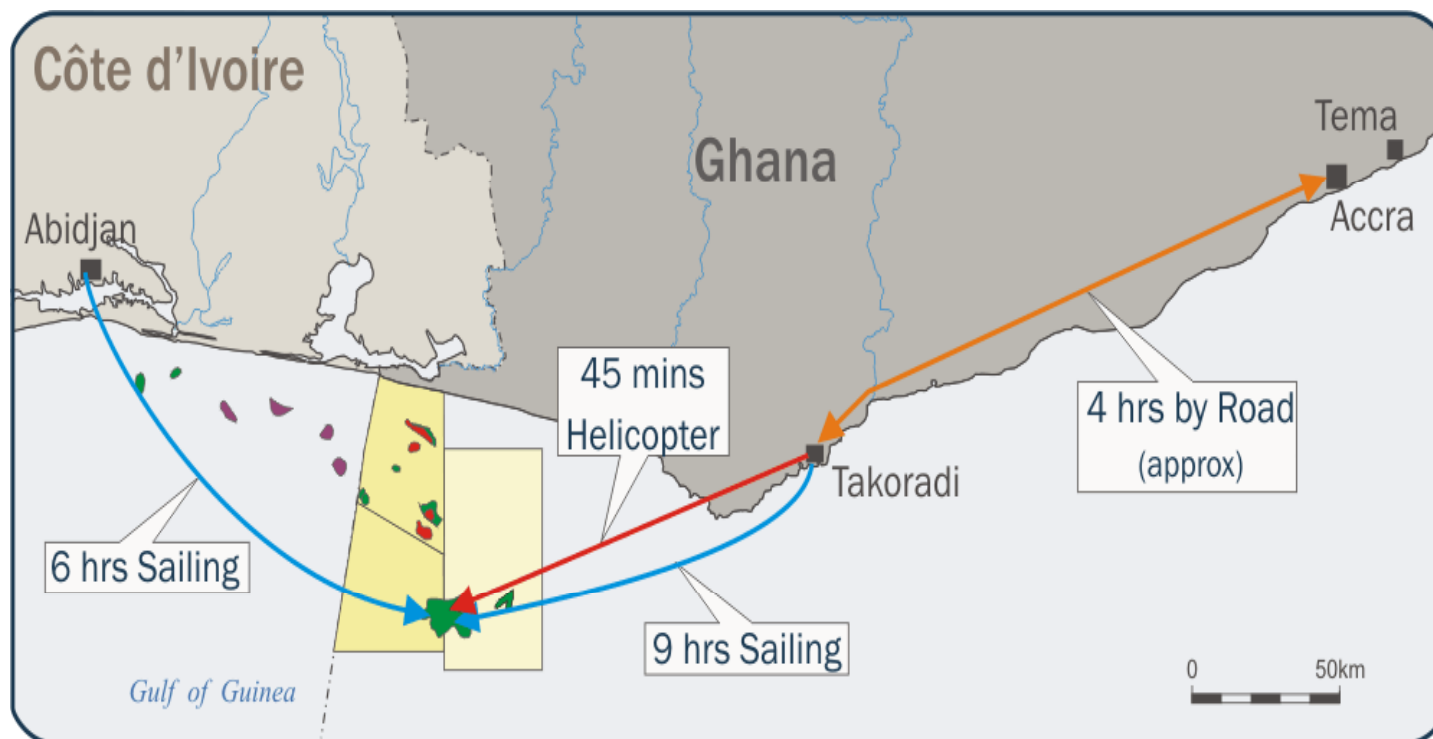 Côte d'Ivoire
Ghana
Tema
Accra
Abidjan
45 mins
Helicopter
4 hrs by Road
(approx)
Takoradi
6 hrs Sailing
9 hrs Sailing
Gulf of Guinea
0 50km